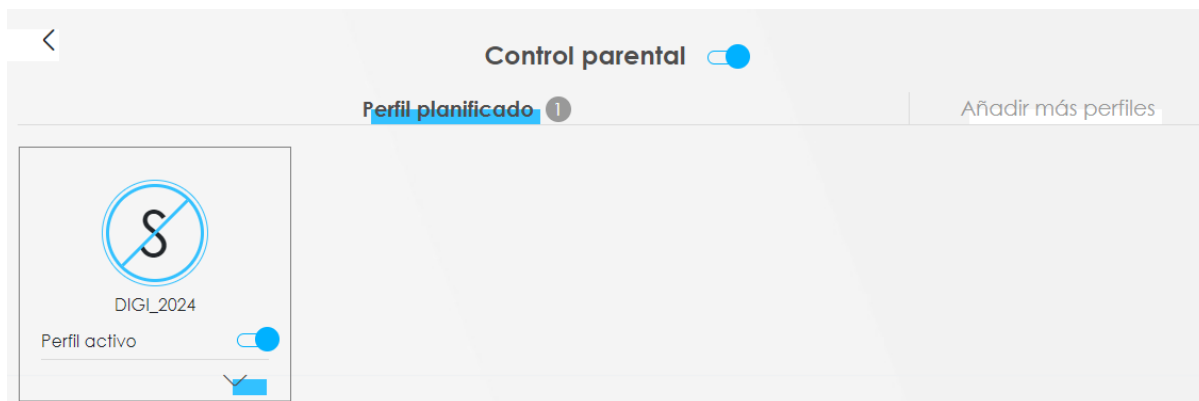 Control parental
Perfil planificado 1
Añadir más perfiles
S
DIGI_2024
Perfil activo